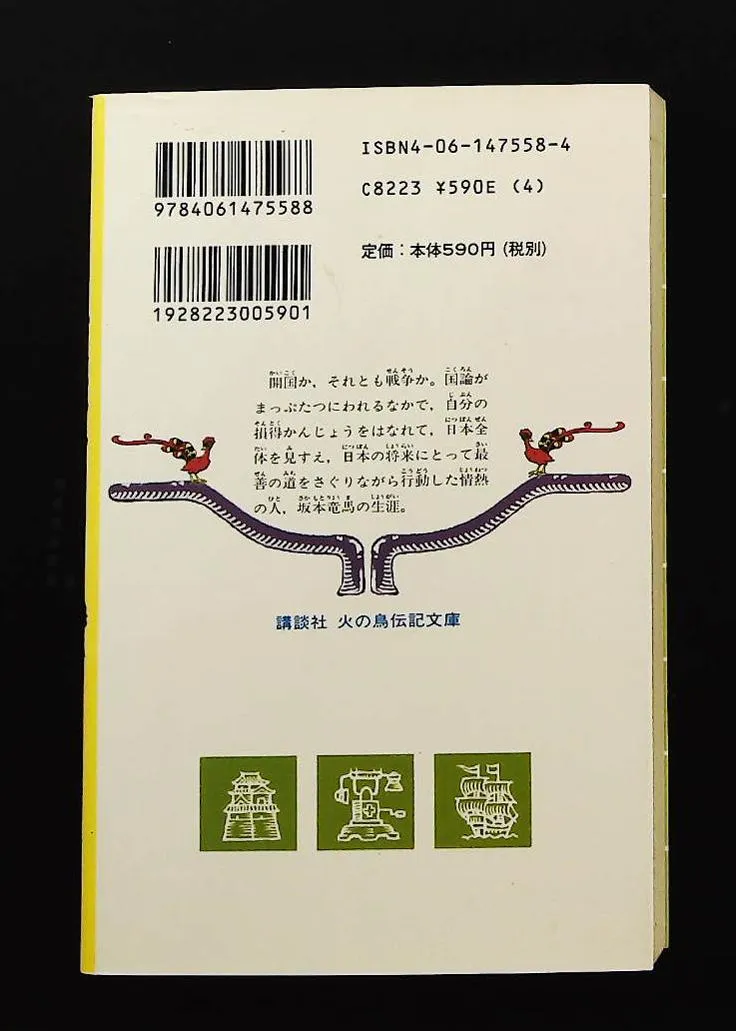 ISBN4-06-147558-4
C8223 ¥590E (4)
9784061475588
定価：本体590円（税別）
1928223005901
開国か、それとも戦争か。国論が
まっぷたつにわれるなかで、自分の
損得かんじょうをはなれて、日本全
体を見すえ、日本の将来にとって最
善の道をさぐりながら行動した情熱
の人、坂本竜馬の生涯。
講談社 火の鳥伝記文庫